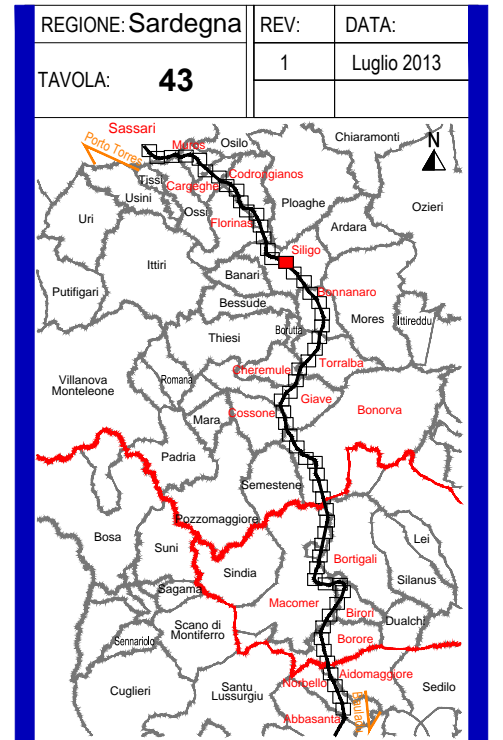 REGIONE: Sardegna
REV:
DATA:
TAVOLA: 43
1
Luglio 2013
Sassari
Porto Torres
Muros
Osilo
Chiaramonti
N
Tissi
Cargeghe
Codrongianos
Usini
Ossi
Ploaghe
Ozieri
Uri
Florinas
Ardara
Siligo
Ittiri
Banari
Bonnanaro
Putifigari
Bessude
Mores
Ittireddu
Thiesi
Borutta
Torralba
Cheremule
Villanova
Monteleone
Romana
Giave
Bonorva
Cossone
Mara
Padria
Semestene
Pozzomaggiore
Bosa
Suni
Lei
Bortigali
Sindia
Silanus
Sagama
Macomer
Birori
Dualchi
Scano di
Montiferro
Sennariolo
Borore
Aidomaggiore
Norbello
Sedilo
Cuglieri
Santu
Lussurgiu
Abbasanta